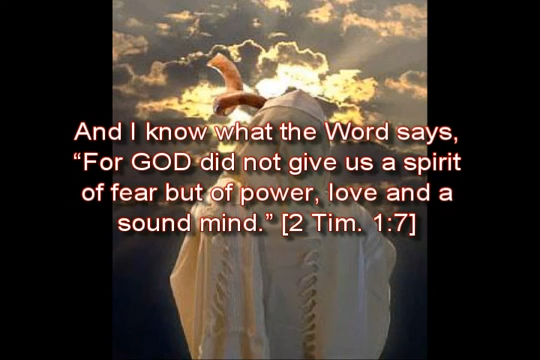 And I know what the Word says,
“For GOD did not give us a spirit
of fear but of power, love and a
sound mind.” [2 Tim. 1:7]